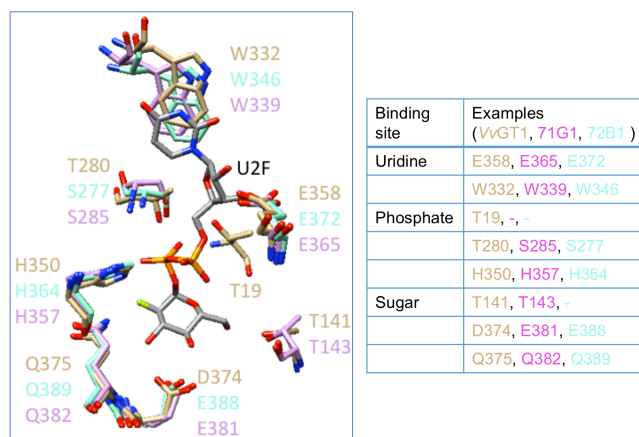 W332
W346
W339
U2F
T280
S277
S285
E358
E372
E365
H350
H364
H357
T19
T141
T143
Q375
Q389
Q382
D374
E388
E381
Binding site Examples
(VvGT1, 71G1, 72B1 )
Uridine E358, E365, E372
W332, W339, W346
Phosphate T19, -, -
T280, S285, S277
H350, H357, H364
Sugar T141, T143, -
D374, E381, E388
Q375, Q382, Q389